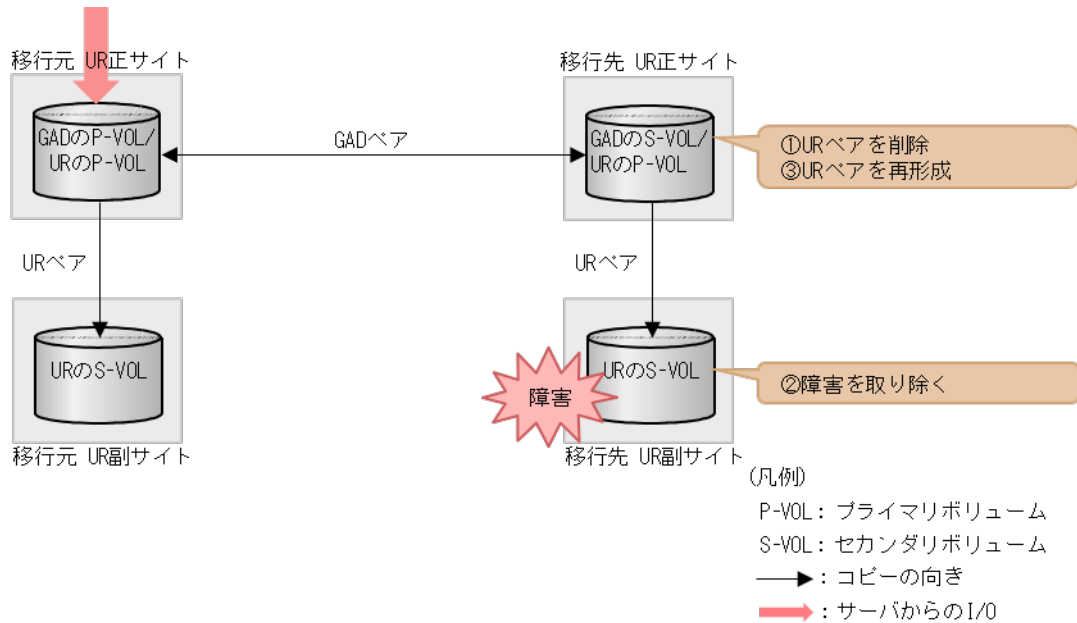 移行元 UR正サイト
移行先 UR正サイト
GADのP-VOL/
URのP-VOL
GADペア
GADのS-VOL/
URのP-VOL
①URペアを削除
③URペアを再形成
URペア
URペア
URのS-VOL
障害
URのS-VOL
②障害を取り除く
移行元 UR副サイト
移行先 UR副サイト
(凡例)
P-VOL：プライマリボリューム
S-VOL：セカンダリボリューム
：コピーの向き
：サーバからのI/O